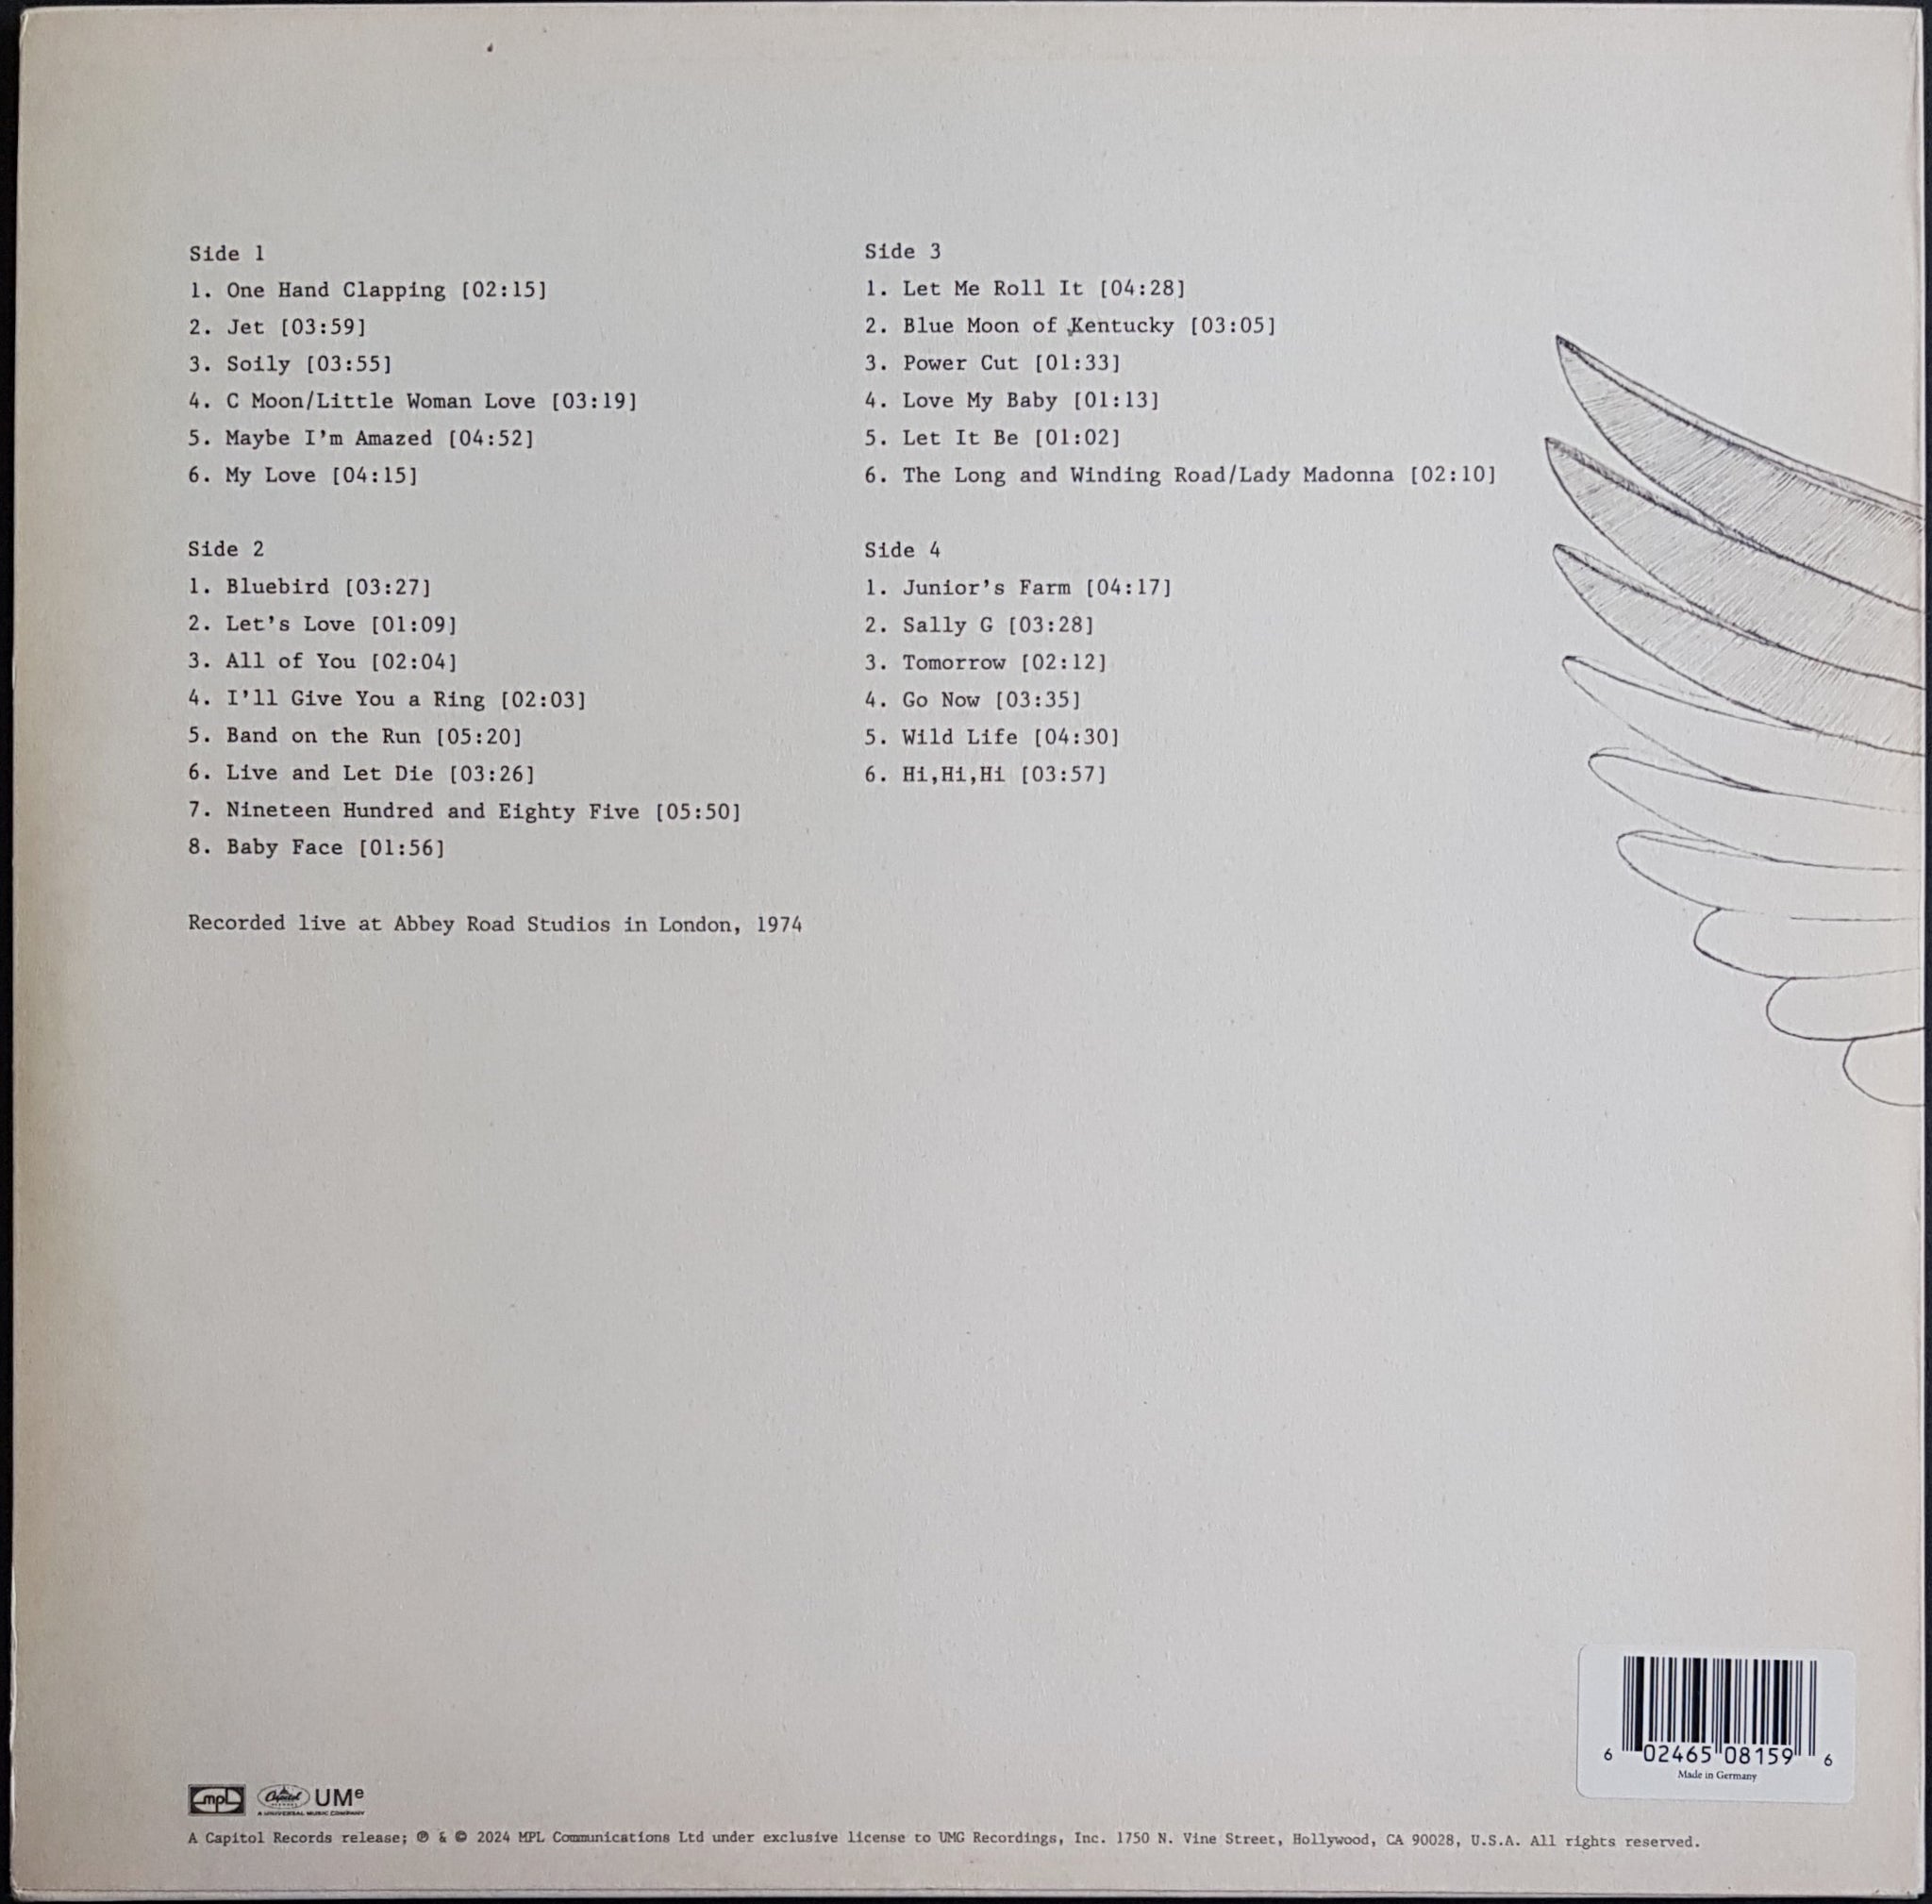 Side 1
1. One Hand Clapping [02:15]
2. Jet [03:59]
3. Soily [03:55]
4. C Moon/Little Woman Love [03:19]
5. Maybe I’m Amazed [04:52]
6. My Love [04:15]
Side 2
1. Bluebird [03:27]
2. Let’s Love [01:09]
3. All of You [02:04]
4. I’ll Give You a Ring [02:03]
5. Band on the Run [05:20]
6. Live and Let Die [03:26]
7. Nineteen Hundred and Eighty Five [05:50]
8. Baby Face [01:56]
Recorded live at Abbey Road Studios in London, 1974
Side 3
1. Let Me Roll It [04:28]
2. Blue Moon of Kentucky [03:05]
3. Power Cut [01:33]
4. Love My Baby [01:13]
5. Let It Be [01:02]
6. The Long and Winding Road/Lady Madonna [02:10]
Side 4
1. Junior’s Farm [04:17]
2. Sally G [03:28]
3. Tomorrow [02:12]
4. Go Now [03:35]
5. Wild Life [04:30]
6. Hi,Hi,Hi [03:57]
6 02465 08159 6
Made in Germany
mpl Capitol UMe
A UNIVERSAL MUSIC COMPANY
A Capitol Records release; ℗ & © 2024 MPL Communications Ltd under exclusive license to UMG Recordings, Inc. 1750 N. Vine Street, Hollywood, CA 90028, U.S.A. All rights reserved.